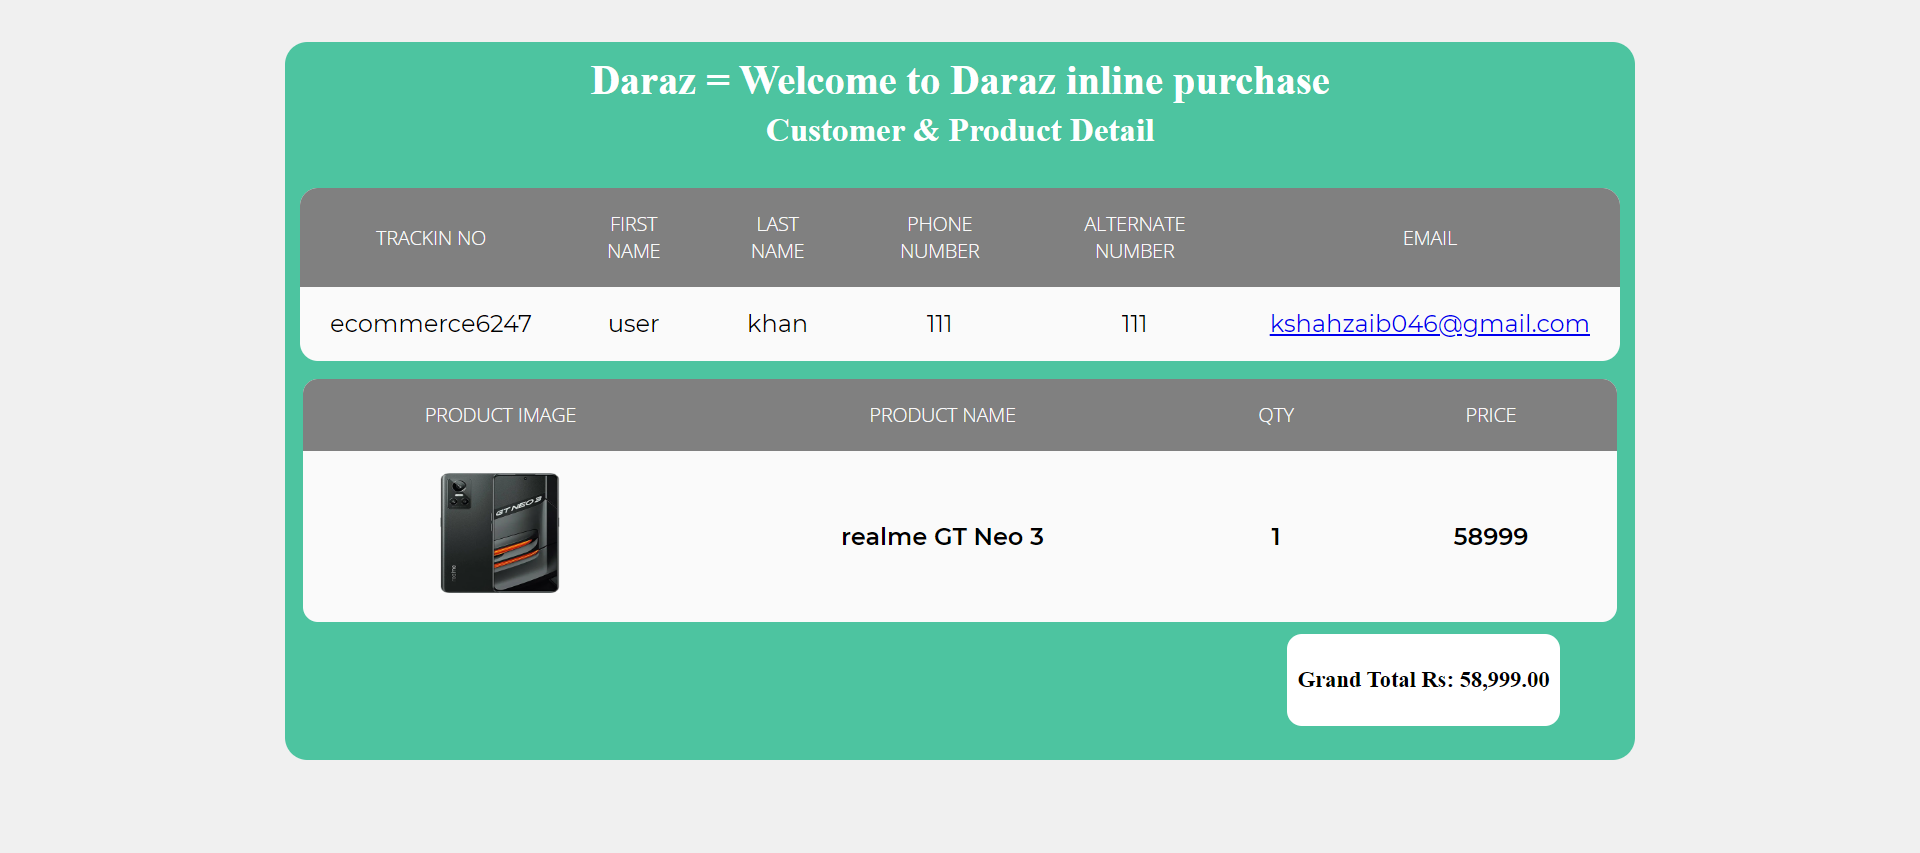 Daraz = Welcome to Daraz inline purchase
Customer & Product Detail
TRACKIN NO FIRST NAME LAST NAME PHONE NUMBER ALTERNATE NUMBER EMAIL
ecommerce6247 user khan 111 111 kshahzaib046@gmail.com
PRODUCT IMAGE PRODUCT NAME QTY PRICE
GT NEO 3
realme
realme GT Neo 3 1 58999
Grand Total Rs: 58,999.00